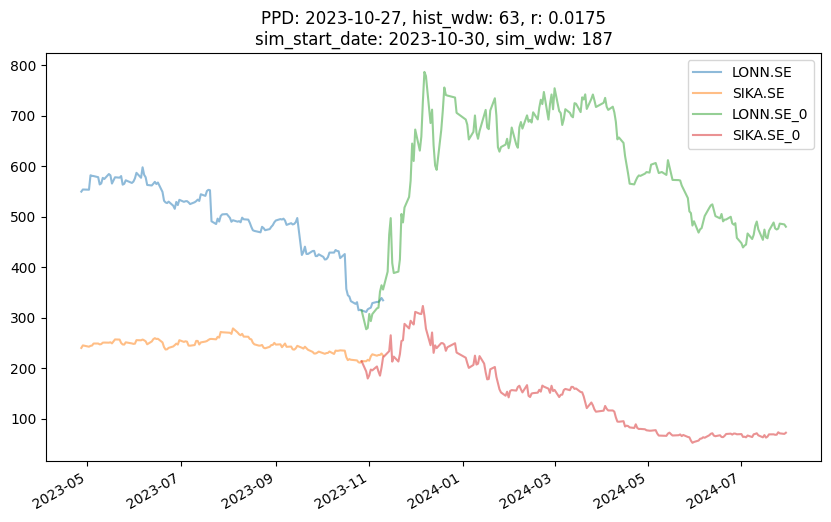 PPD: 2023-10-27, hist_wdw: 63, r: 0.0175
sim_start_date: 2023-10-30, sim_wdw: 187
LONN.SE
SIKA.SE
LONN.SE_0
SIKA.SE_0
800
700
600
500
400
300
200
100
2023-05
2023-07
2023-09
2023-11
2024-01
2024-03
2024-05
2024-07